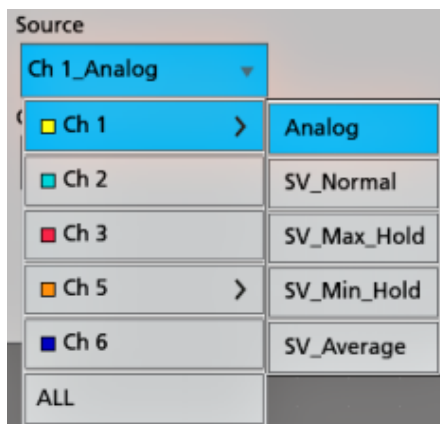 Source
Ch 1_Analog
Ch 1
Analog
Ch 2
SV_Normal
Ch 3
SV_Max_Hold
Ch 5
SV_Min_Hold
Ch 6
SV_Average
ALL